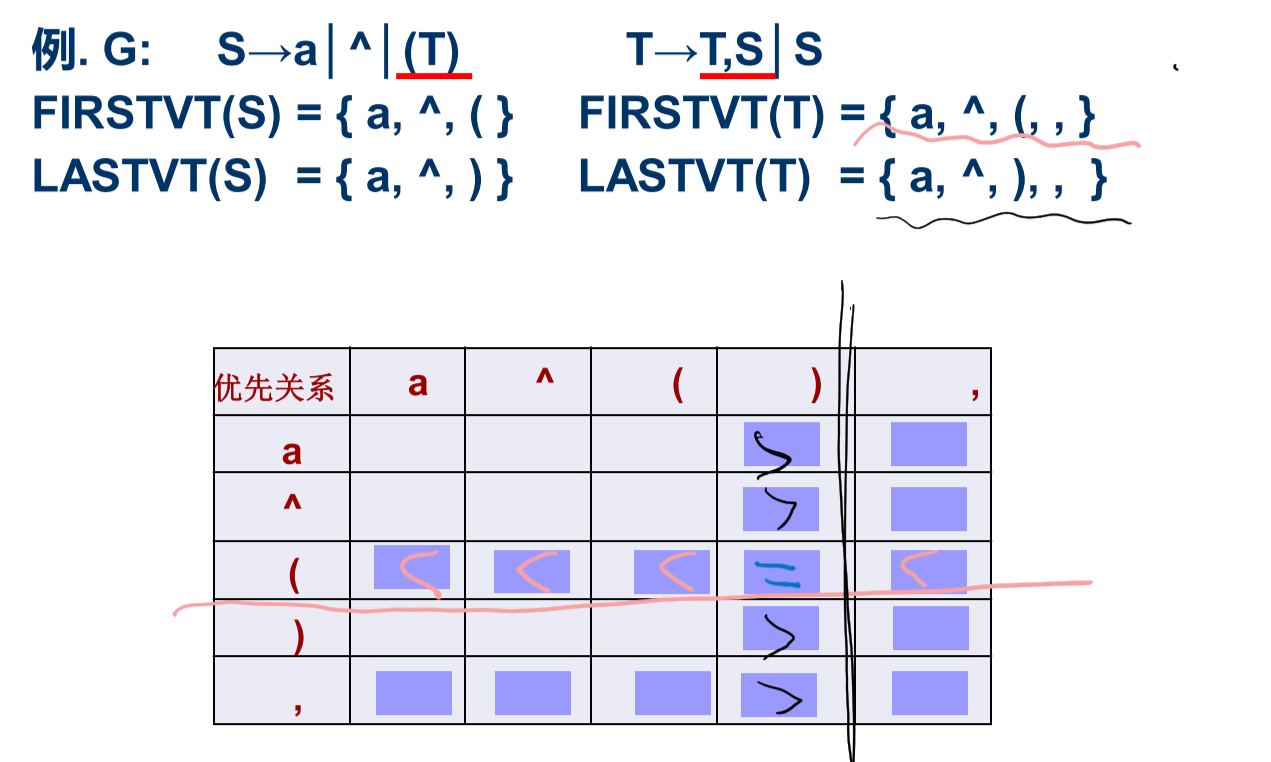 例. G: S→a│^│(T) T→T,S│S
FIRSTVT(S) = { a, ^, ( } FIRSTVT(T) = { a, ^, (, , }
LASTVT(S) = { a, ^, ) } LASTVT(T) = { a, ^, ), , }
优先关系 a ^ ( ) ,
a >
^ >
( < < < = <
) >
, >